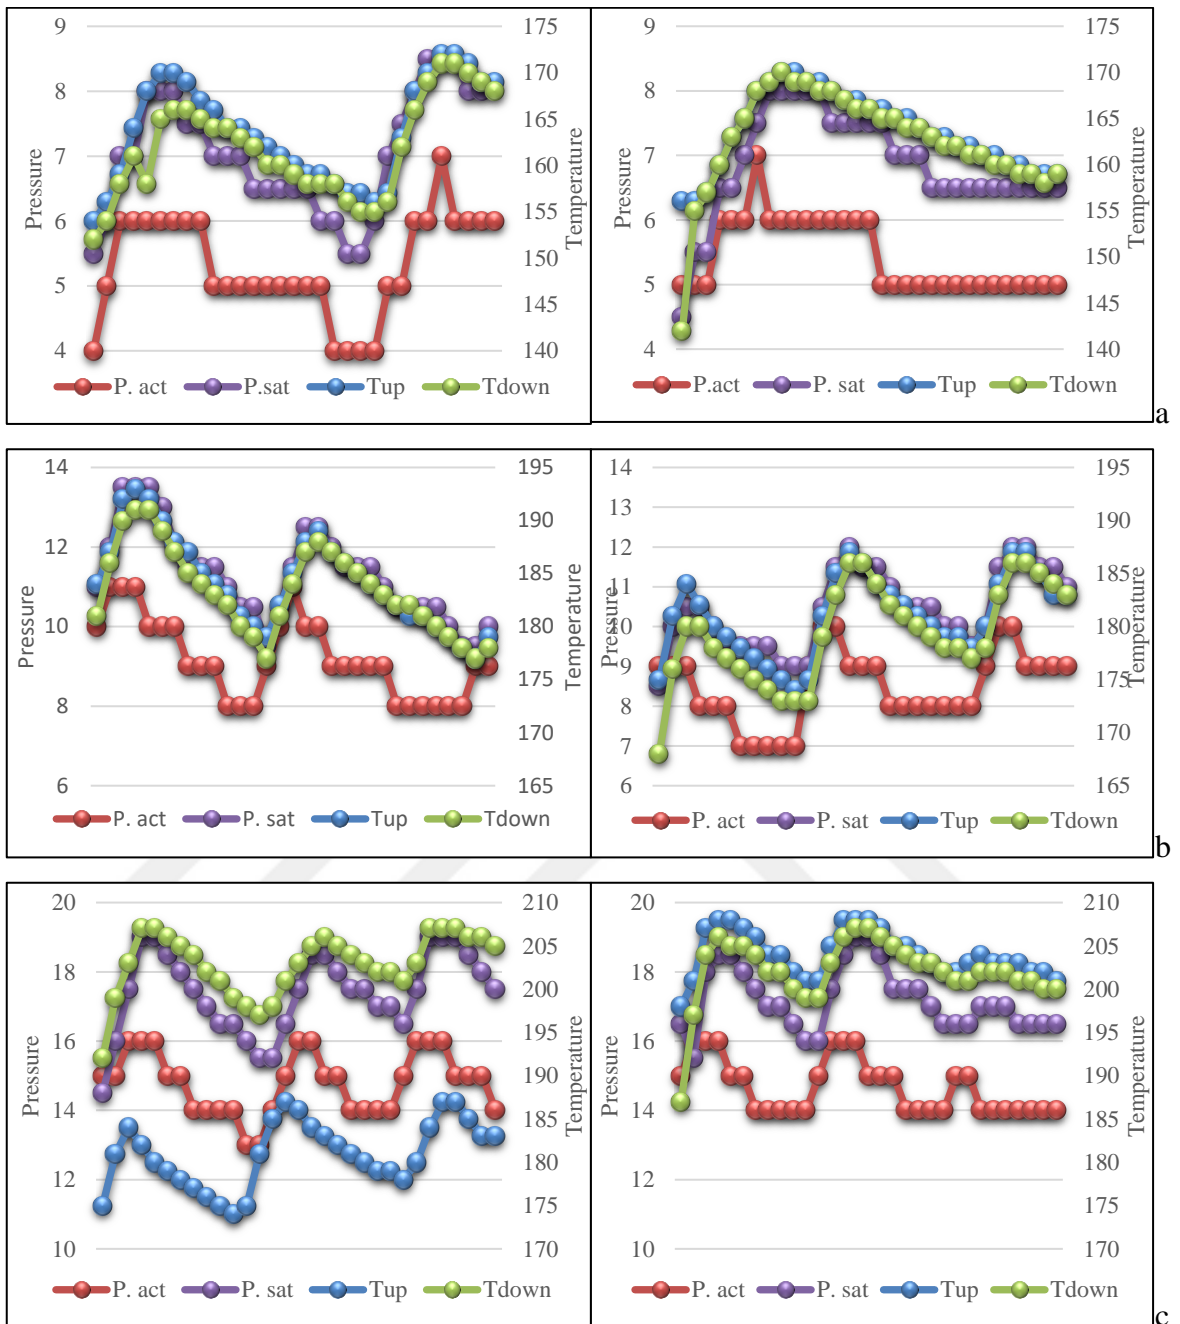 9 175
8 170
165
7 160
6 155
150
5 145
4 140
Pressure
Temperature
P. act P.sat Tup Tdown
9 175
8 170
165
7 160
6 155
150
5 145
4 140
Pressure
Temperature
P.act P. sat Tup Tdown
a
14 195
12 190
185
10 180
8 175
170
6 165
Pressure
Temperature
P. act P. sat Tup Tdown
14 195
13 190
12
11 185
10 180
9 175
8
7 170
6 165
Pressure
Temperature
P. act P. sat Tup Tdown
b
20 210
205
18 200
16 195
190
14 185
12 180
175
10 170
Pressure
Temperature
P. act P. sat Tup Tdown
20 210
205
18 200
16 195
190
14 185
12 180
175
10 170
Pressure
Temperature
P. act P. sat Tup Tdown
c